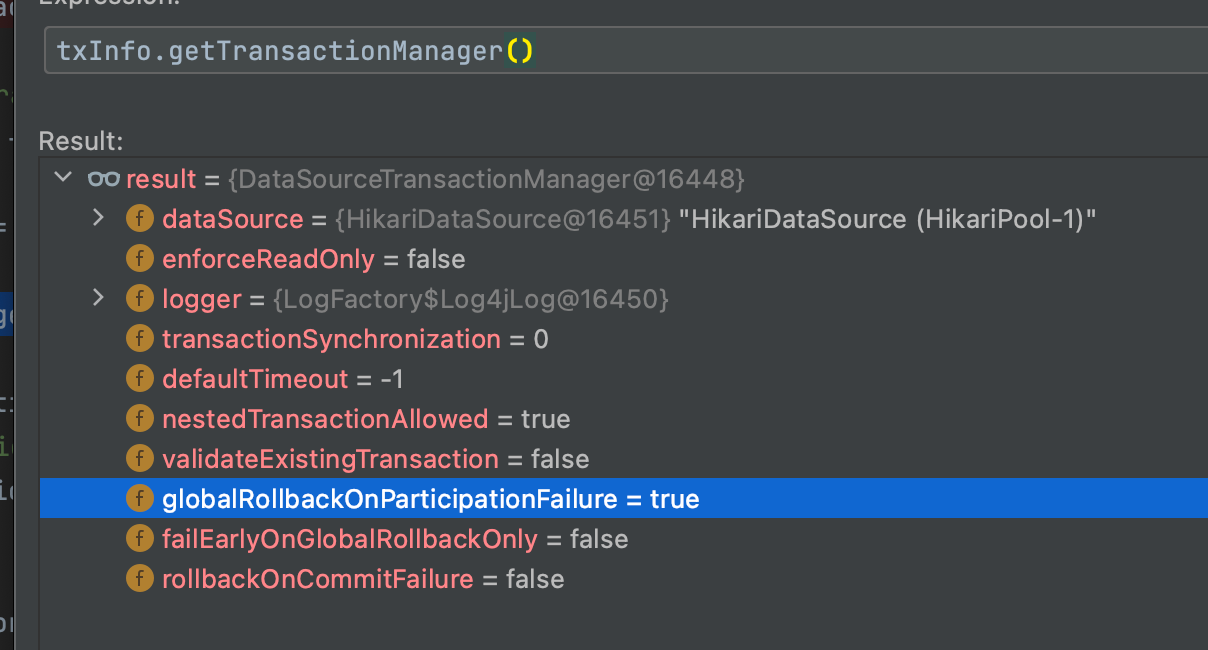 Expression:
txInfo.getTransactionManager()
Result:
result = {DataSourceTransactionManager@16448}
f dataSource = {HikariDataSource@16451} "HikariDataSource (HikariPool-1)"
f enforceReadOnly = false
f logger = {LogFactory$Log4jLog@16450}
f transactionSynchronization = 0
f defaultTimeout = -1
f nestedTransactionAllowed = true
f validateExistingTransaction = false
f globalRollbackOnParticipationFailure = true
f failEarlyOnGlobalRollbackOnly = false
f rollbackOnCommitFailure = false